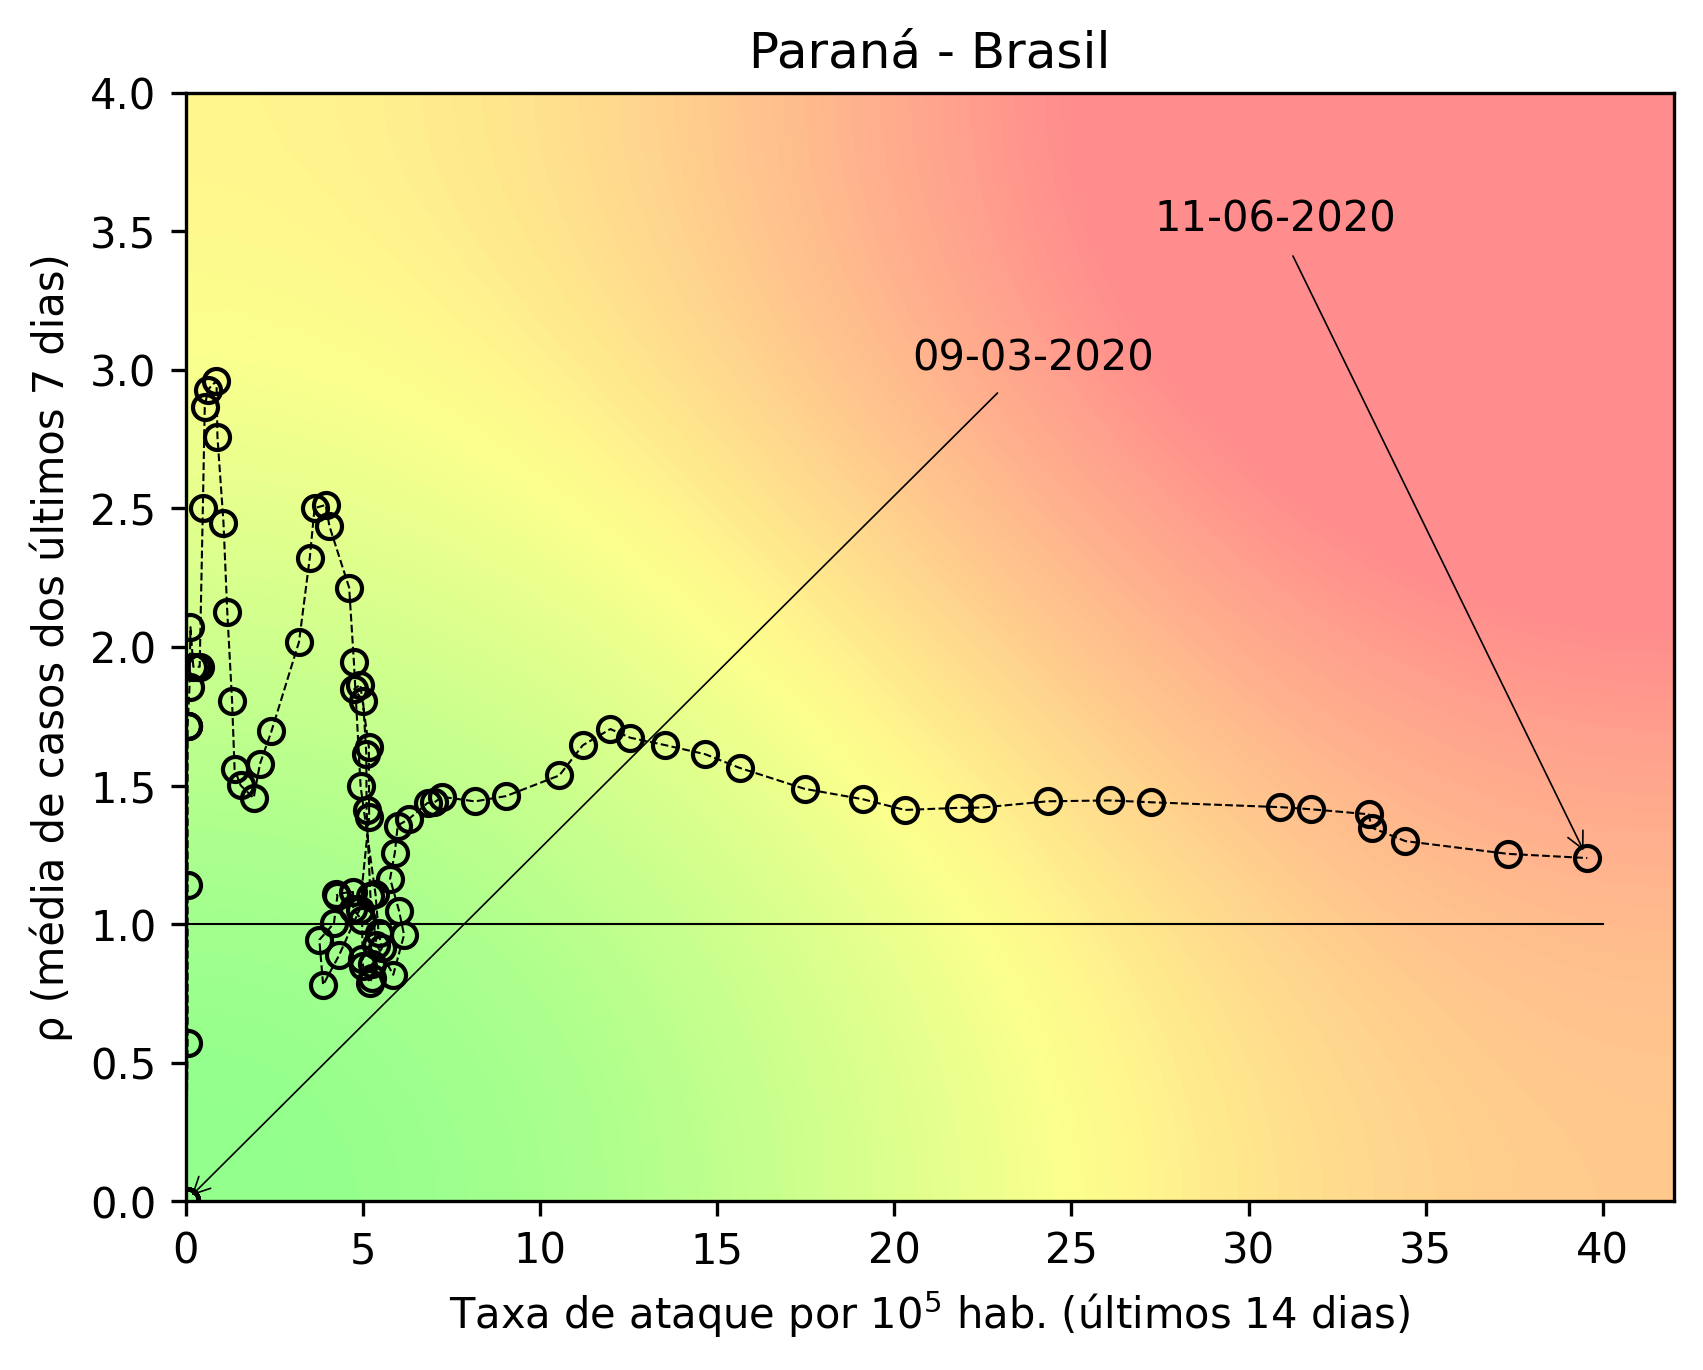 Paraná - Brasil
4.0
3.5
3.0
2.5
2.0
1.5
1.0
0.5
0.0
ρ (média de casos dos últimos 7 dias)
11-06-2020
09-03-2020
0 5 10 15 20 25 30 35 40
Taxa de ataque por 10⁵ hab. (últimos 14 dias)